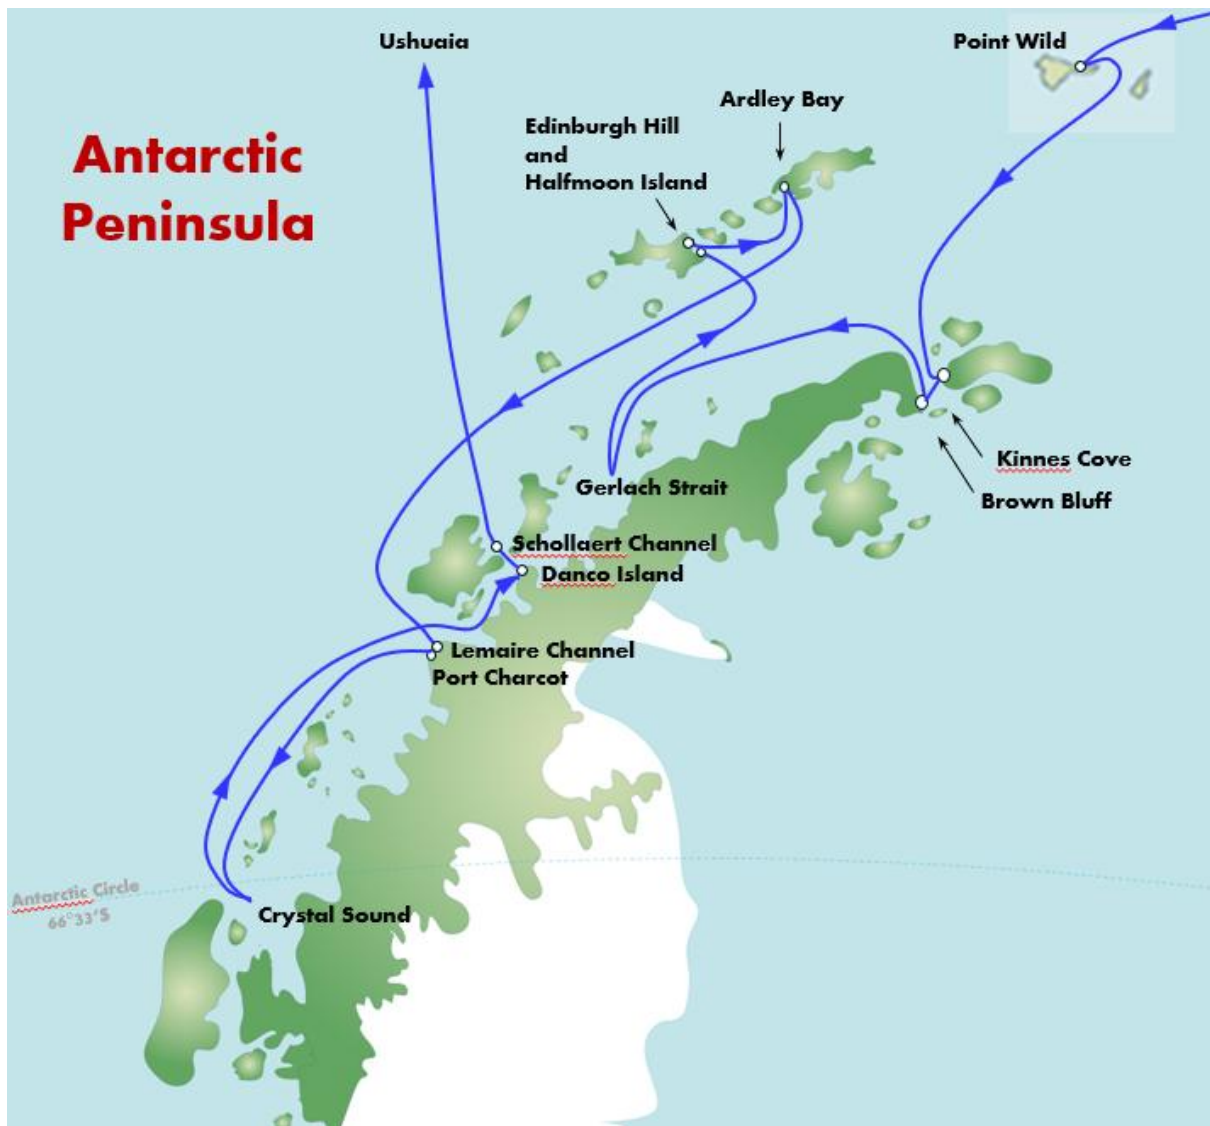 Ushuaia
Point Wild
Ardley Bay
Edinburgh Hill
and
Halfmoon Island
Antarctic
Peninsula
Kinnes Cove
Gerlach Strait
Brown Bluff
Schollaert Channel
Danco Island
Lemaire Channel
Port Charcot
Antarctic Circle
66°33'S
Crystal Sound